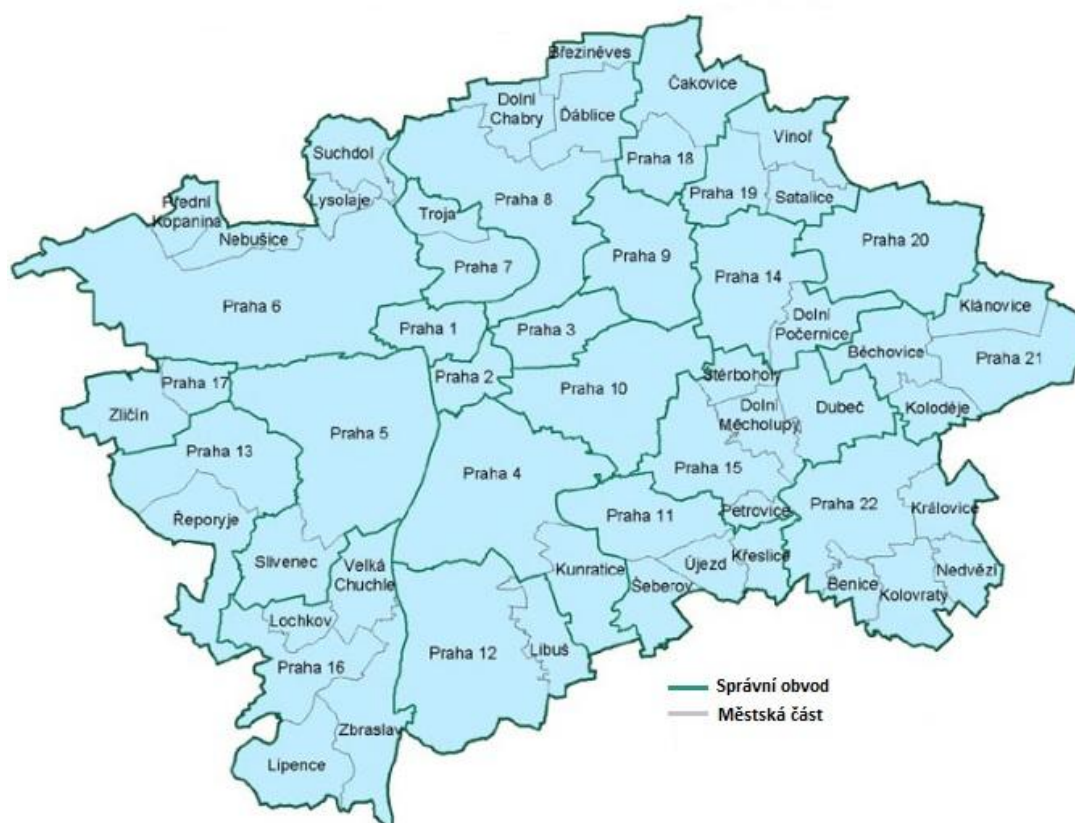 Březiněves
Čakovice
Dolní
Chabry
Ďáblice
Vinoř
Suchdol
Praha 18
Praha 19
Satalice
Lysolaje
Přední
Kopanina
Nebušice
Troja
Praha 8
Praha 20
Praha 7
Praha 9
Praha 14
Praha 6
Klánovice
Praha 1
Praha 3
Dolní
Počernice
Běchovice
Praha 21
Praha 17
Praha 2
Praha 10
Štěrboholy
Zličín
Dolní
Měcholupy
Dubeč
Koloděje
Praha 5
Praha 13
Praha 4
Praha 15
Řeporyje
Praha 11
Petrovice
Praha 22
Královice
Slivenec
Velká
Chuchle
Kunratice
Šeberov
Újezd
Křeslice
Benice
Kolovraty
Nedvězí
Lochkov
Praha 16
Praha 12
Libuš
Zbraslav
Lipence
Správní obvod
Městská část